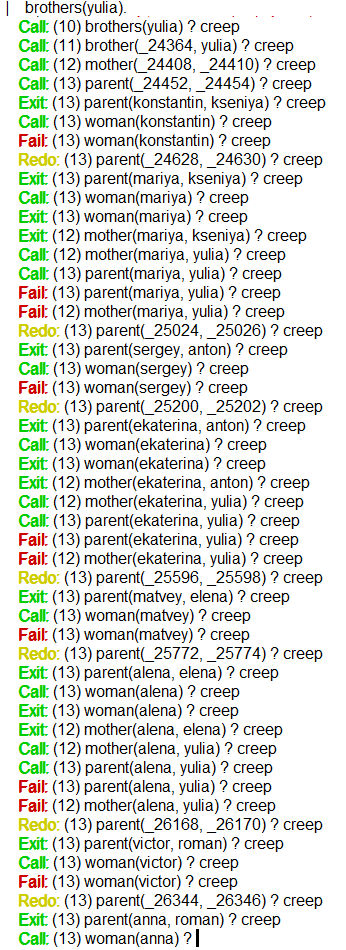 | brothers(yulia).
Call: (10) brothers(yulia) ? creep
Call: (11) brother(_24364, yulia) ? creep
Call: (12) mother(_24408, _24410) ? creep
Call: (13) parent(_24452, _24454) ? creep
Exit: (13) parent(konstantin, kseniya) ? creep
Call: (13) woman(konstantin) ? creep
Fail: (13) woman(konstantin) ? creep
Redo: (13) parent(_24628, _24630) ? creep
Exit: (13) parent(mariya, kseniya) ? creep
Call: (13) woman(mariya) ? creep
Exit: (13) woman(mariya) ? creep
Exit: (12) mother(mariya, kseniya) ? creep
Call: (12) mother(mariya, yulia) ? creep
Call: (13) parent(mariya, yulia) ? creep
Fail: (13) parent(mariya, yulia) ? creep
Fail: (12) mother(mariya, yulia) ? creep
Redo: (13) parent(_25024, _25026) ? creep
Exit: (13) parent(sergey, anton) ? creep
Call: (13) woman(sergey) ? creep
Fail: (13) woman(sergey) ? creep
Redo: (13) parent(_25200, _25202) ? creep
Exit: (13) parent(ekaterina, anton) ? creep
Call: (13) woman(ekaterina) ? creep
Exit: (13) woman(ekaterina) ? creep
Exit: (12) mother(ekaterina, anton) ? creep
Call: (12) mother(ekaterina, yulia) ? creep
Call: (13) parent(ekaterina, yulia) ? creep
Fail: (13) parent(ekaterina, yulia) ? creep
Fail: (12) mother(ekaterina, yulia) ? creep
Redo: (13) parent(_25596, _25598) ? creep
Exit: (13) parent(matvey, elena) ? creep
Call: (13) woman(matvey) ? creep
Fail: (13) woman(matvey) ? creep
Redo: (13) parent(_25772, _25774) ? creep
Exit: (13) parent(alena, elena) ? creep
Call: (13) woman(alena) ? creep
Exit: (13) woman(alena) ? creep
Exit: (12) mother(alena, elena) ? creep
Call: (12) mother(alena, yulia) ? creep
Call: (13) parent(alena, yulia) ? creep
Fail: (13) parent(alena, yulia) ? creep
Fail: (12) mother(alena, yulia) ? creep
Redo: (13) parent(_26168, _26170) ? creep
Exit: (13) parent(victor, roman) ? creep
Call: (13) woman(victor) ? creep
Fail: (13) woman(victor) ? creep
Redo: (13) parent(_26344, _26346) ? creep
Exit: (13) parent(anna, roman) ? creep
Call: (13) woman(anna) ?